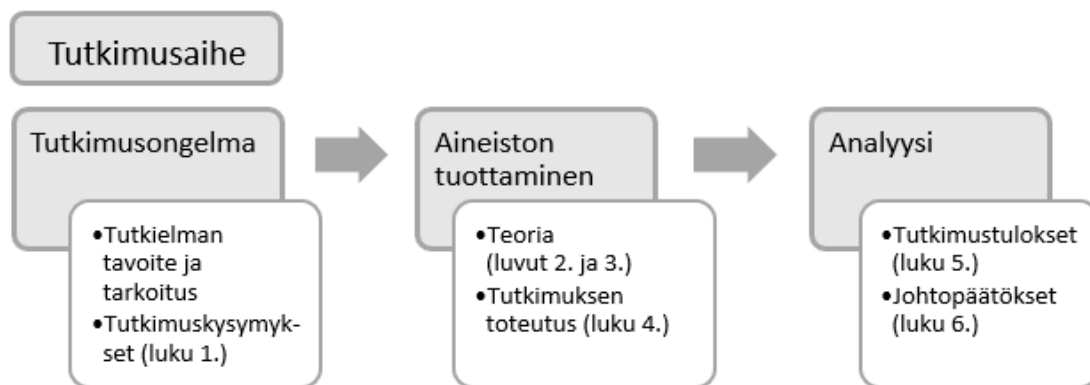 Tutkimusaihe
Tutkimusongelma
•Tutkielman
tavoite ja
tarkoitus
•Tutkimuskysymyk-
set (luku 1.)
Aineiston
tuottaminen
•Teoria
(luvut 2. ja 3.)
•Tutkimuksen
toteutus (luku 4.)
Analyysi
•Tutkimustulokset
(luku 5.)
•Johtopäätökset
(luku 6.)